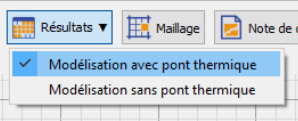 Résultats ▼ Maillage Note de
Modélisation avec pont thermique
Modélisation sans pont thermique